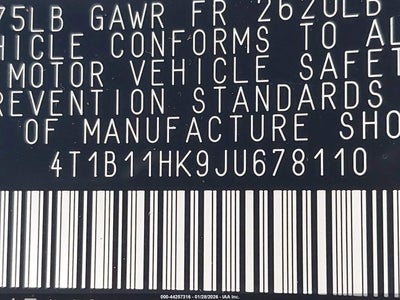 75LB GAWR FR 2620LB
HICLE CONFORMS TO AL
MOTOR VEHICLE SAFET
REVENTION STANDARDS
OF MANUFACTURE SHO
4T1B11HK9JU678110
000-44257316 - 01/28/2026 - IAA Inc.